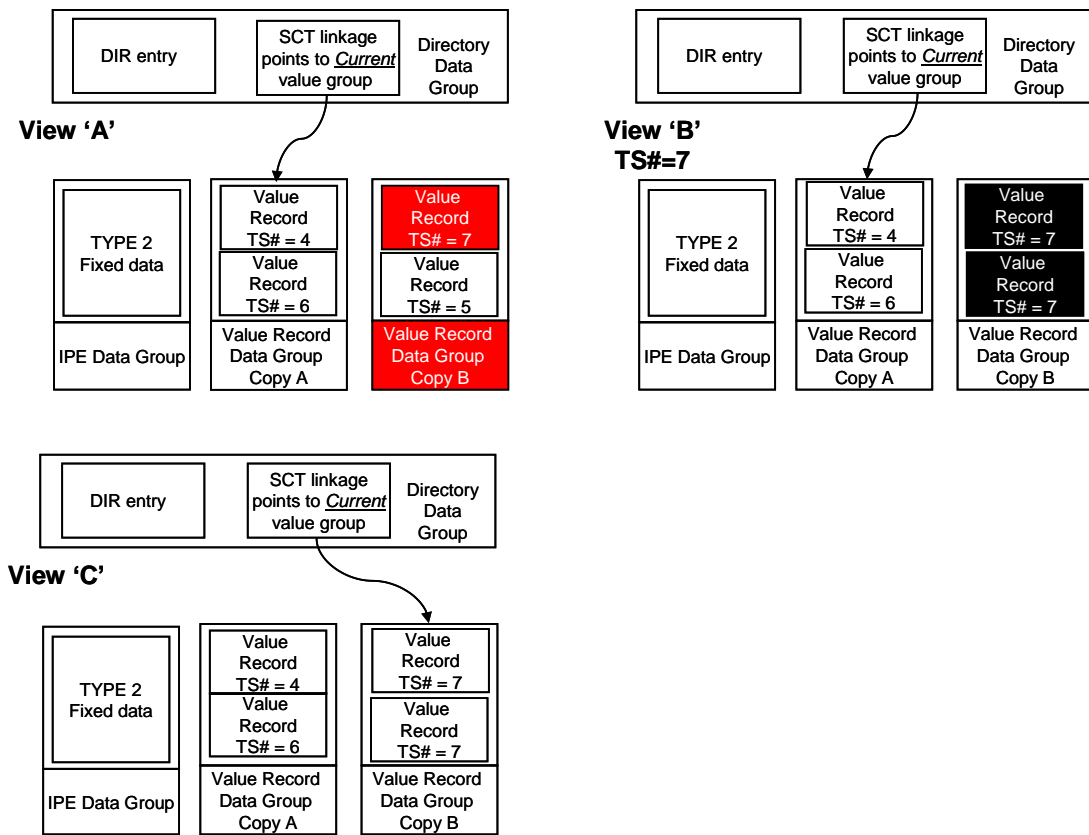 DIR entry
SCT linkage
points to Current
value group
Directory
Data
Group
View ‘A’
TYPE 2
Fixed data
IPE Data Group
Value
Record
TS# = 4
Value
Record
TS# = 6
Value Record
Data Group
Copy A
Value
Record
TS# = 7
Value
Record
TS# = 5
Value Record
Data Group
Copy B
DIR entry
SCT linkage
points to Current
value group
Directory
Data
Group
View ‘B’
TS#=7
TYPE 2
Fixed data
IPE Data Group
Value
Record
TS# = 4
Value
Record
TS# = 6
Value Record
Data Group
Copy A
Value
Record
TS# = 7
Value
Record
TS# = 7
Value Record
Data Group
Copy B
DIR entry
SCT linkage
points to Current
value group
Directory
Data
Group
View ‘C’
TYPE 2
Fixed data
IPE Data Group
Value
Record
TS# = 4
Value
Record
TS# = 6
Value Record
Data Group
Copy A
Value
Record
TS# = 7
Value
Record
TS# = 7
Value Record
Data Group
Copy B